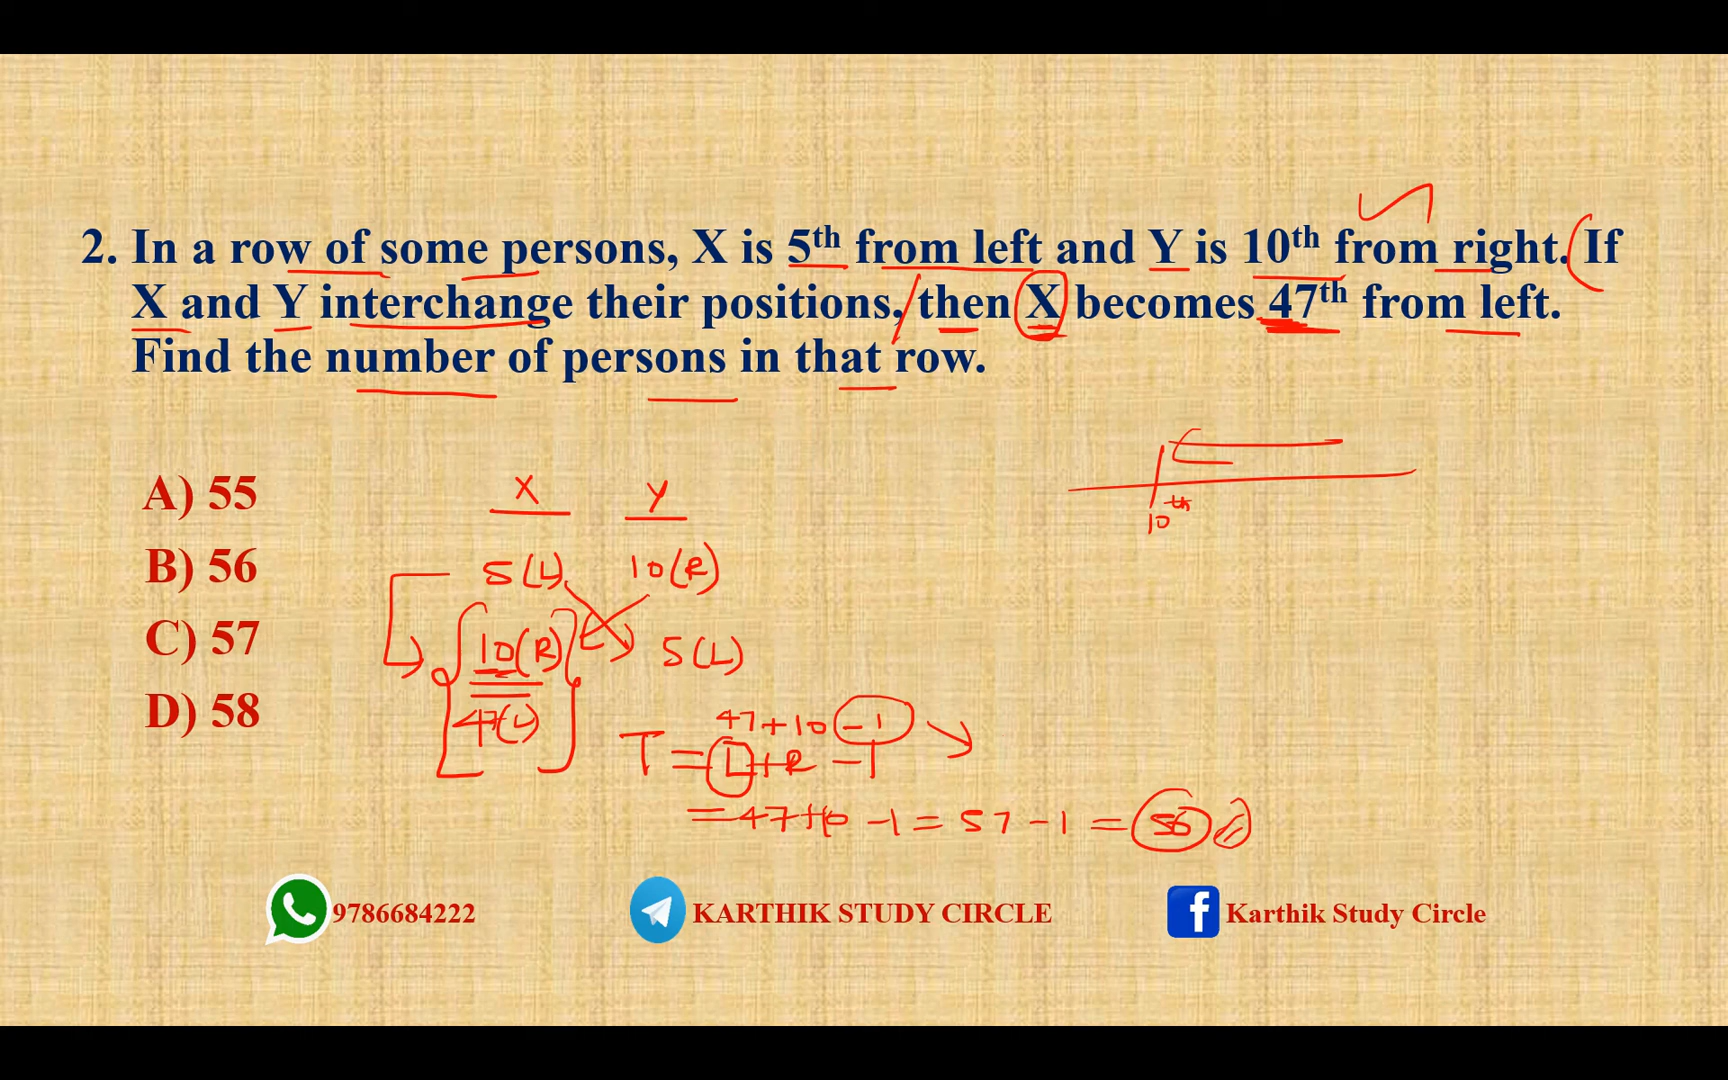 2. In a row of some persons, X is 5th from left and Y is 10th from right. If
X and Y interchange their positions, then X becomes 47th from left.
Find the number of persons in that row.
10th
A) 55
B) 56
C) 57
D) 58
X Y
5(L) 10(R)
10(R) 5(L)
47(L)
47+10 -1
T = L+R -1
= 47+10 -1 = 57 -1 = 56
9786684222
KARTHIK STUDY CIRCLE
Karthik Study Circle